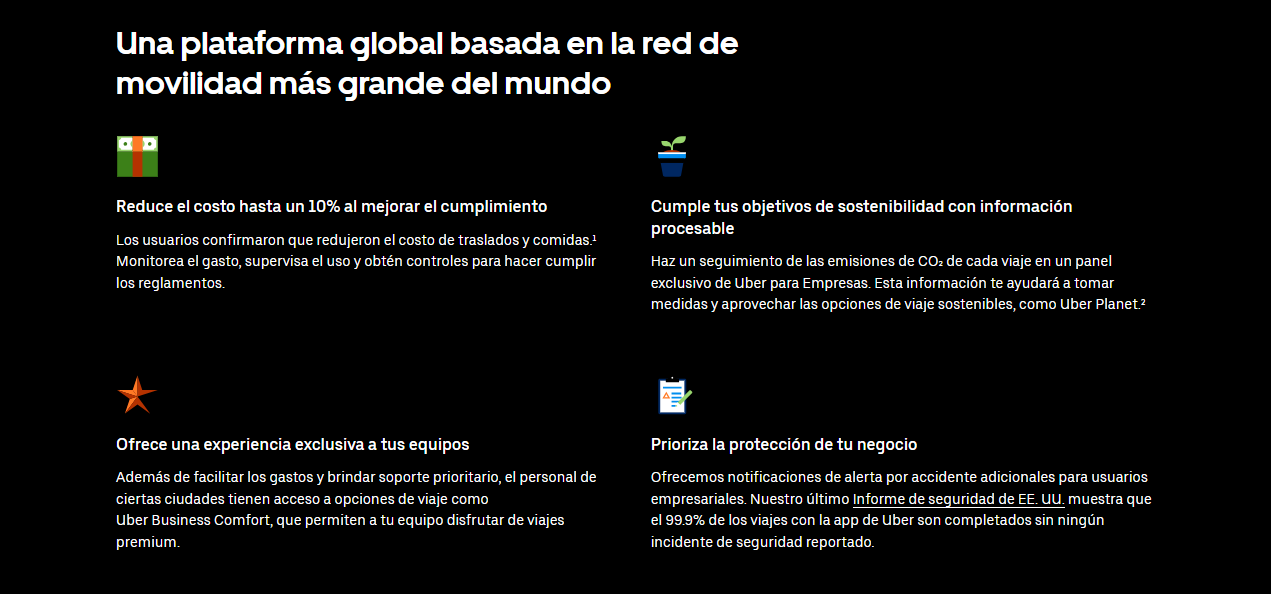 Una plataforma global basada en la red de
movilidad más grande del mundo
Reduce el costo hasta un 10% al mejorar el cumplimiento
Los usuarios confirmaron que redujeron el costo de traslados y comidas.¹
Monitorea el gasto, supervisa el uso y obtén controles para hacer cumplir
los reglamentos.
Cumple tus objetivos de sostenibilidad con información
procesable
Haz un seguimiento de las emisiones de CO₂ de cada viaje en un panel
exclusivo de Uber para Empresas. Esta información te ayudará a tomar
medidas y aprovechar las opciones de viaje sostenibles, como Uber Planet.²
Ofrece una experiencia exclusiva a tus equipos
Además de facilitar los gastos y brindar soporte prioritario, el personal de
ciertas ciudades tienen acceso a opciones de viaje como
Uber Business Comfort, que permiten a tu equipo disfrutar de viajes
premium.
Prioriza la protección de tu negocio
Ofrecemos notificaciones de alerta por accidente adicionales para usuarios
empresariales. Nuestro último Informe de seguridad de EE. UU. muestra que
el 99.9% de los viajes con la app de Uber son completados sin ningún
incidente de seguridad reportado.